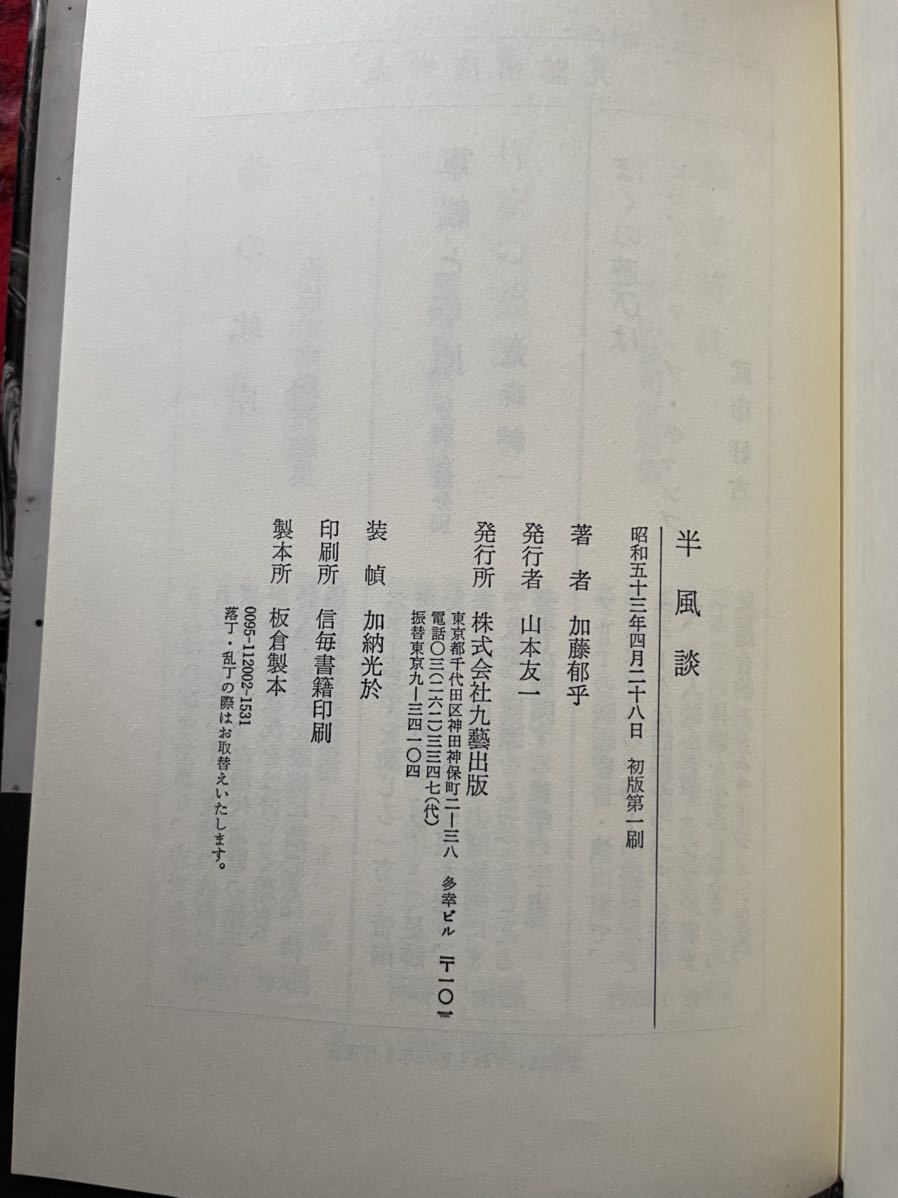 半風談
昭和五十三年四月二十八日　初版第一刷
著　者　加藤郁乎
発行者　山本友一
発行所　株式会社九藝出版
東京都千代田区神田神保町二ー三八　多幸ビル　〒一〇一
電話〇三(二六二)三三四七(代)
振替東京九ー三四一〇四
装　幀　加納光於
印刷所　信毎書籍印刷
製本所　板倉製本
0095-112002-1531
落丁・乱丁の際はお取替えいたします。